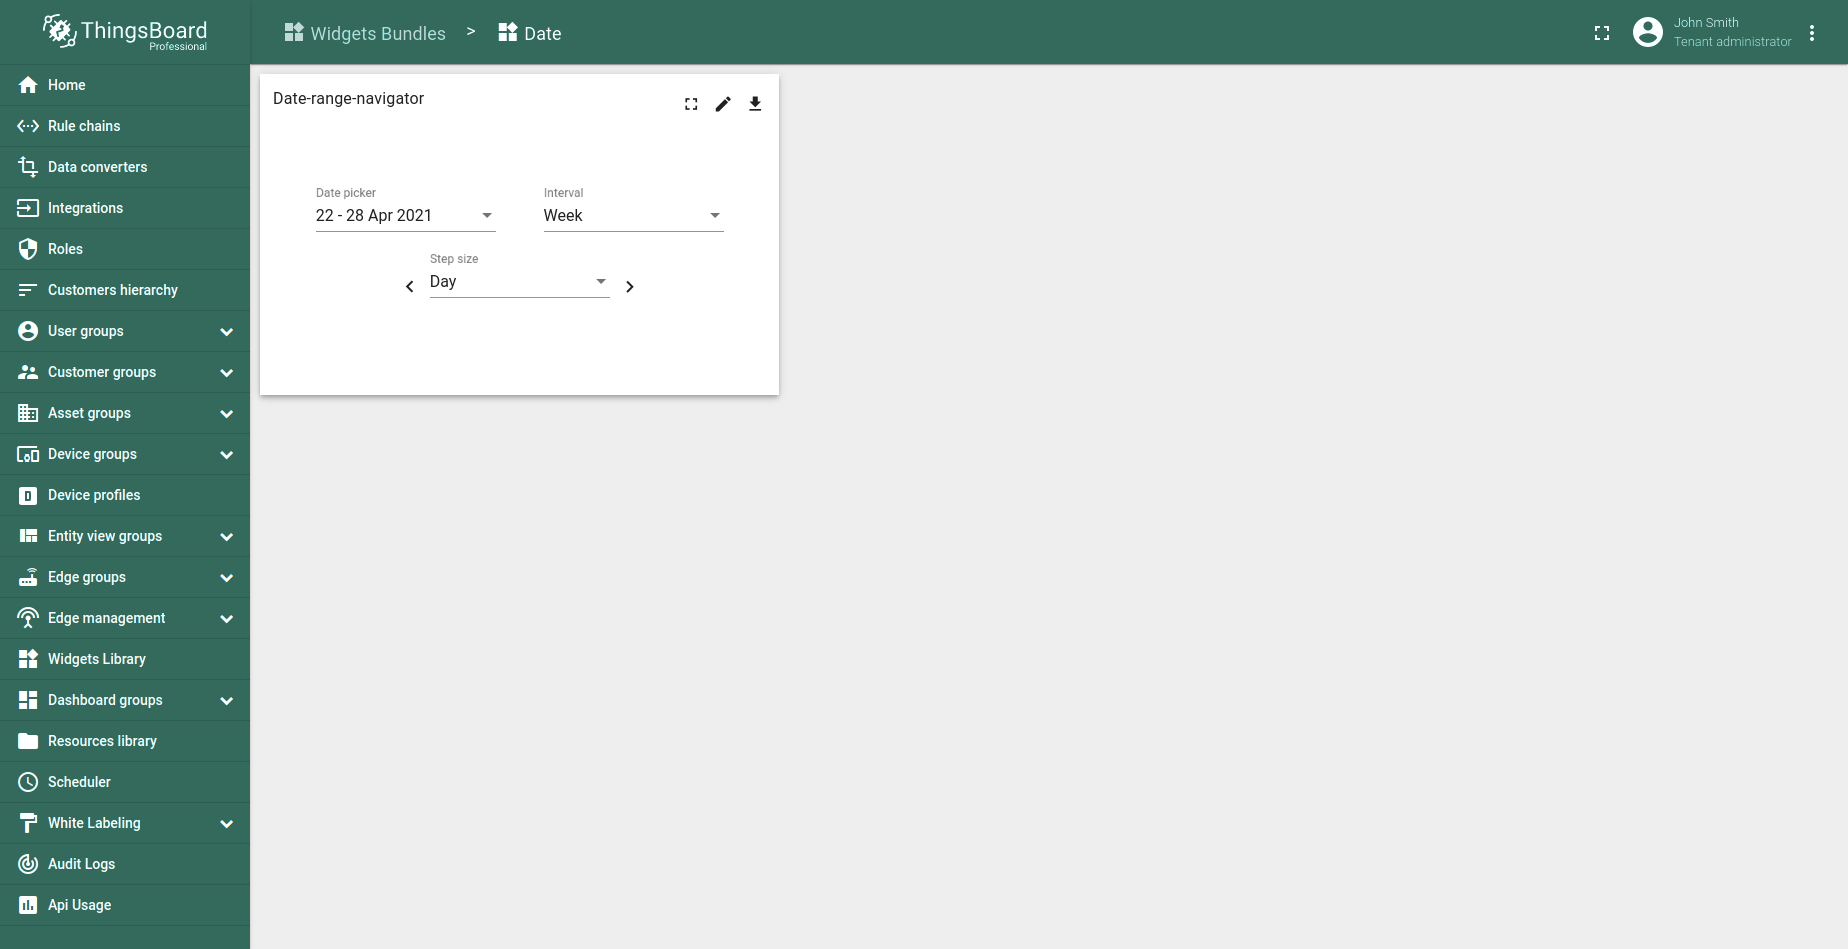 ThingsBoard
Professional
Widgets Bundles > Date
John Smith
Tenant administrator
Home
Rule chains
Data converters
Integrations
Roles
Customers hierarchy
User groups
Customer groups
Asset groups
Device groups
Device profiles
Entity view groups
Edge groups
Edge management
Widgets Library
Dashboard groups
Resources library
Scheduler
White Labeling
Audit Logs
Api Usage
Date-range-navigator
Date picker
22 - 28 Apr 2021
Interval
Week
Step size
Day